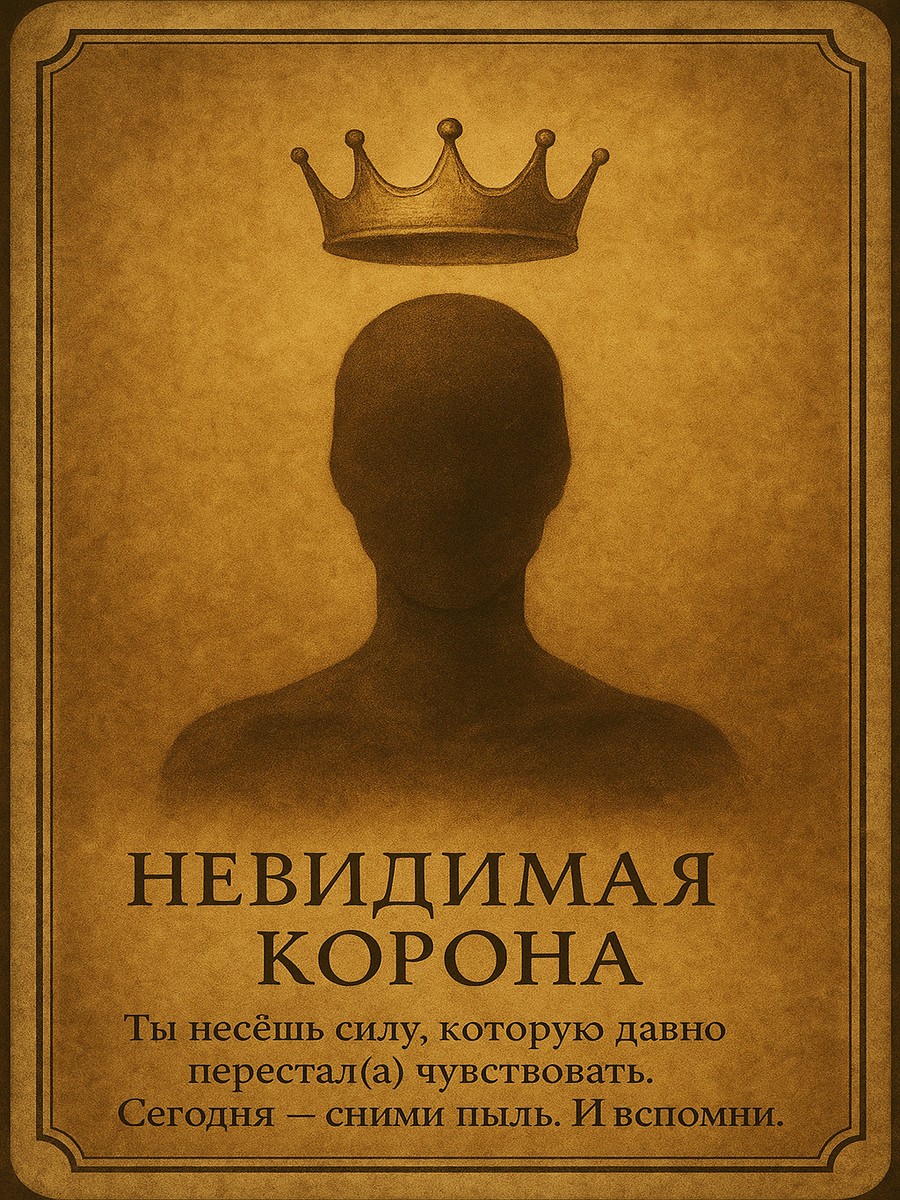 НЕВИДИМАЯ
КОРОНА
Ты несёшь силу, которую давно
перестал(а) чувствовать.
Сегодня — сними пыль. И вспомни.